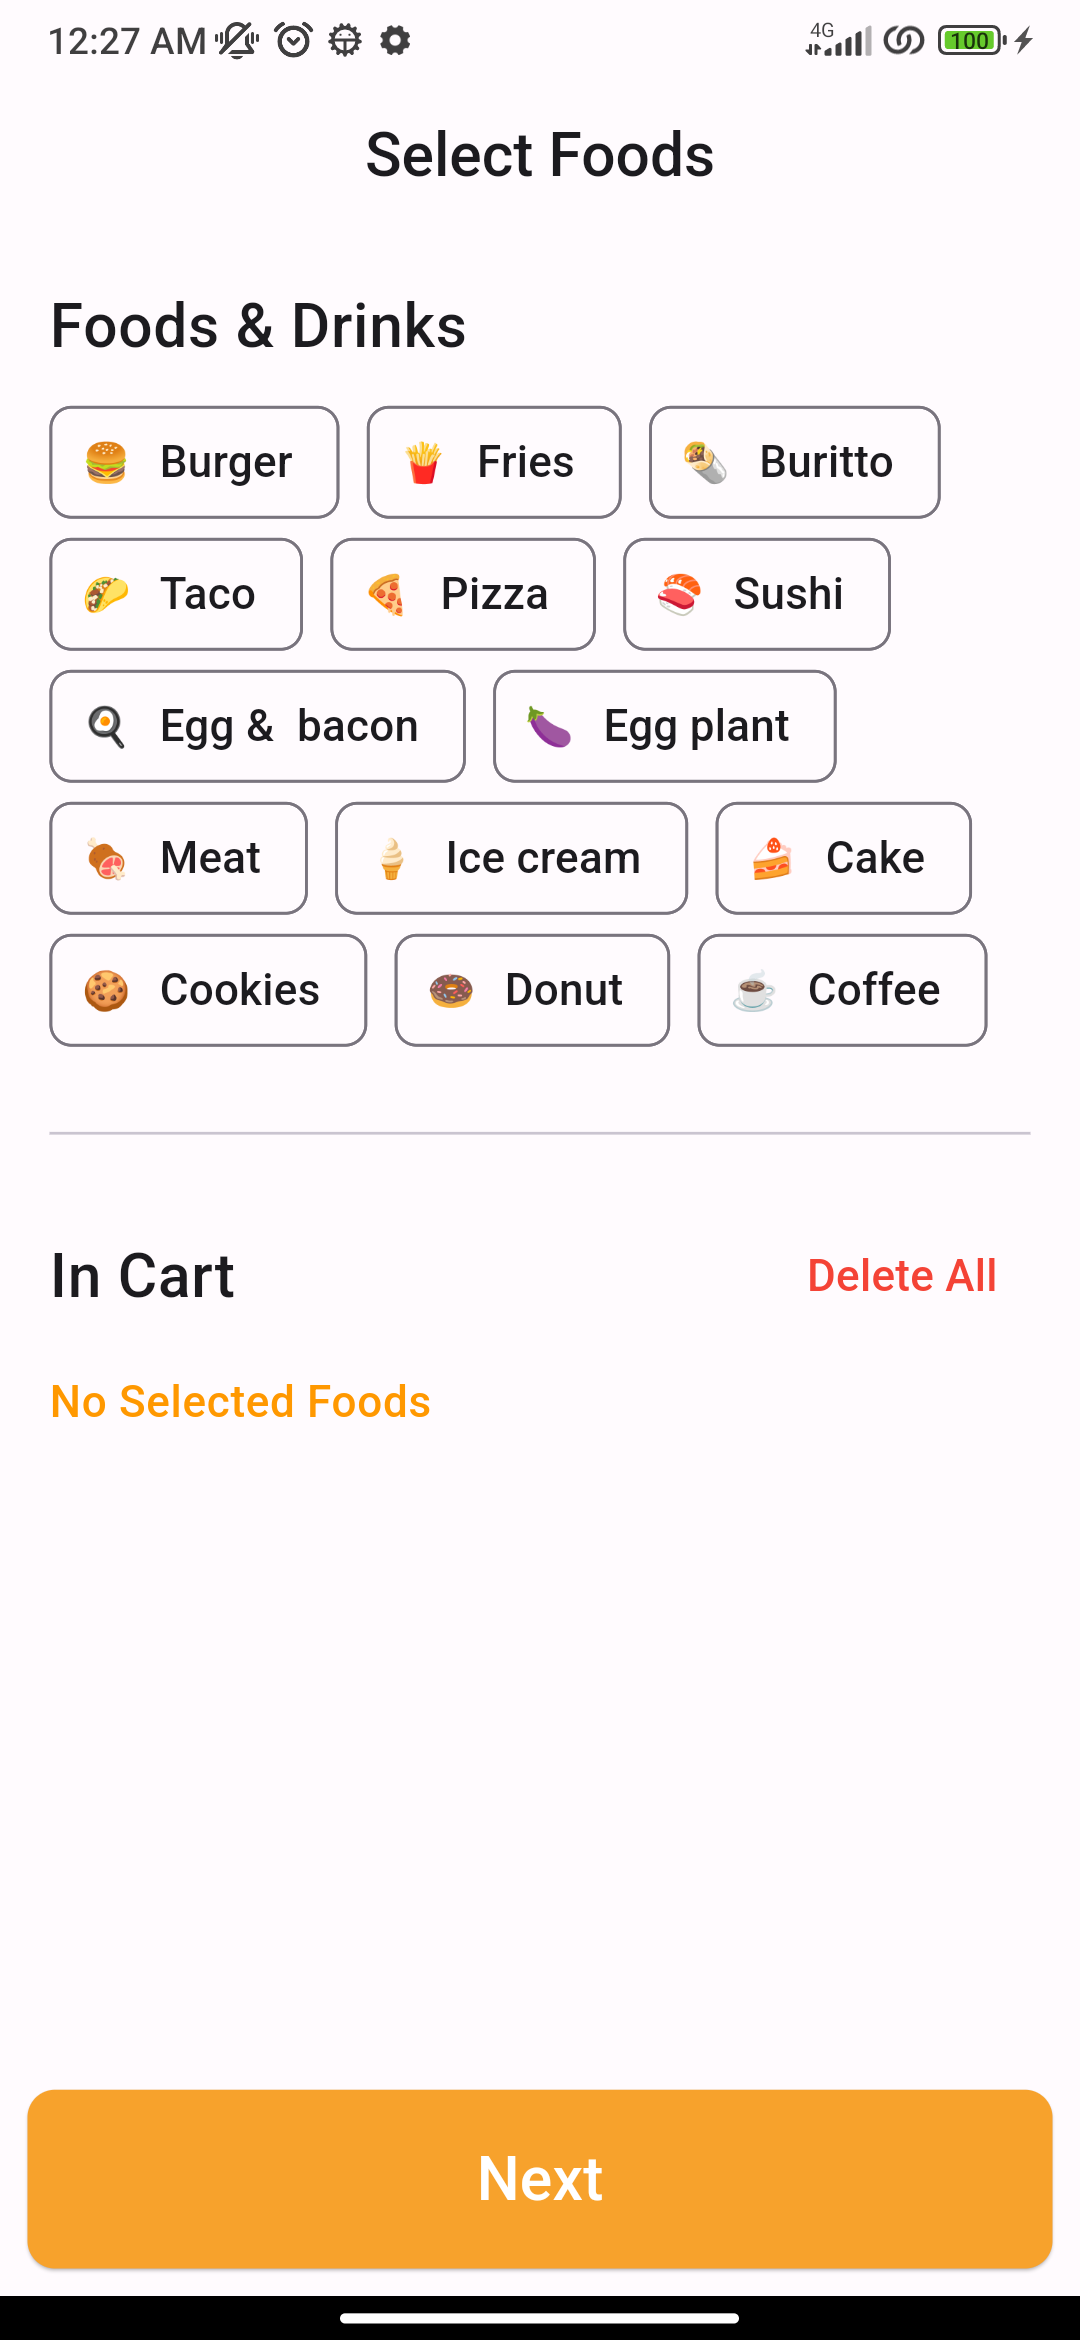 12:27 AM 4G 100
Select Foods
Foods & Drinks
Burger Fries Buritto
Taco Pizza Sushi
Egg &  bacon Egg plant
Meat Ice cream Cake
Cookies Donut Coffee
In Cart Delete All
No Selected Foods
Next